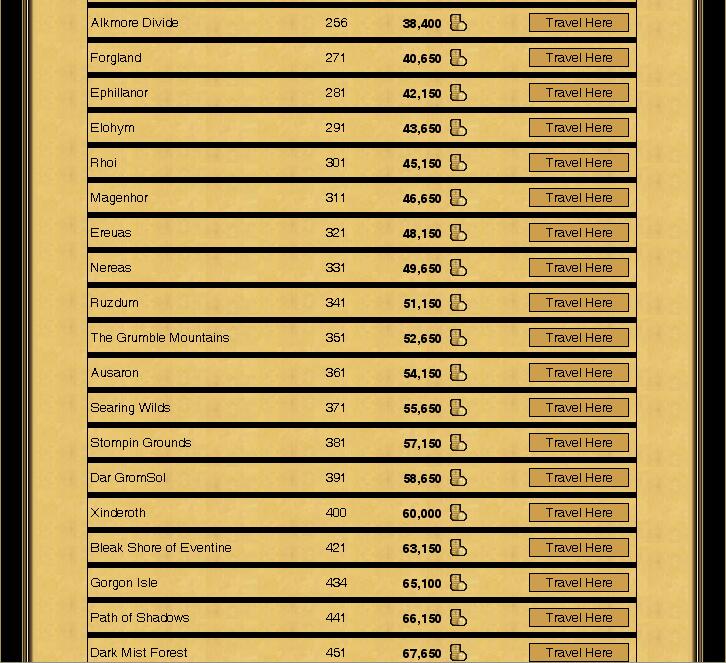 Alkmore Divide 256 38,400 Travel Here
Forgland 271 40,650 Travel Here
Ephillanor 281 42,150 Travel Here
Elohyrn 291 43,650 Travel Here
Rhoi 301 45,150 Travel Here
Magenhor 311 46,650 Travel Here
Ereuas 321 48,150 Travel Here
Nereas 331 49,650 Travel Here
Ruzdum 341 51,150 Travel Here
The Grumble Mountains 351 52,650 Travel Here
Ausaron 361 54,150 Travel Here
Searing Wilds 371 55,650 Travel Here
Stompin Grounds 381 57,150 Travel Here
Dar GromSol 391 58,650 Travel Here
Xinderoth 400 60,000 Travel Here
Bleak Shore of Eventine 421 63,150 Travel Here
Gorgon Isle 434 65,100 Travel Here
Path of Shadows 441 66,150 Travel Here
Dark Mist Forest 451 67,650 Travel Here